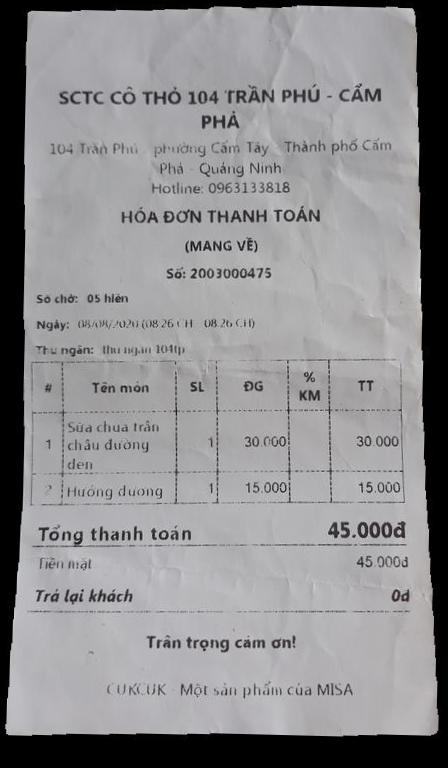 SCTC CÔ THỎ 104 TRẦN PHÚ - CẨM
PHẢ
104 Trần Phú - phường Cẩm Tây - Thành phố Cẩm
Phả - Quảng Ninh
Hotline: 0963133818
HÓA ĐƠN THANH TOÁN
(MANG VỀ)
Số: 2003000475
Số chờ: 05 hiên
Ngày: 08/08/2020 (08:26 CH - 08:26 CH)
Thu ngân: thu ngan 104tp
# Tên món SL ĐG % KM TT
1 Sữa chua trân châu đường đen 1 30.000 30.000
2 Hướng dương 1 15.000 15.000
Tổng thanh toán 45.000đ
Tiền mặt 45.000đ
Trả lại khách 0đ
Trân trọng cảm ơn!
CUKCUK - Một sản phẩm của MISA